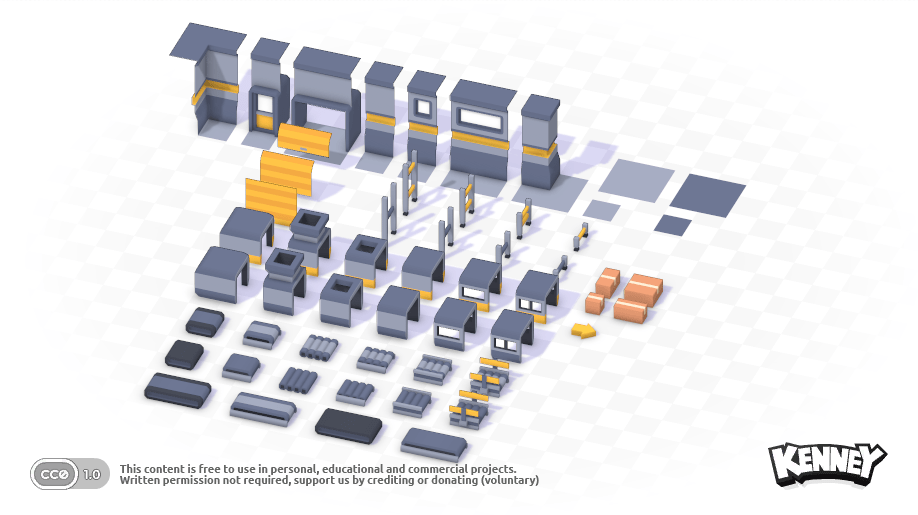 CC0 1.0
This content is free to use in personal, educational and commercial projects.
Written permission not required, support us by crediting or donating (voluntary)
KENNEY